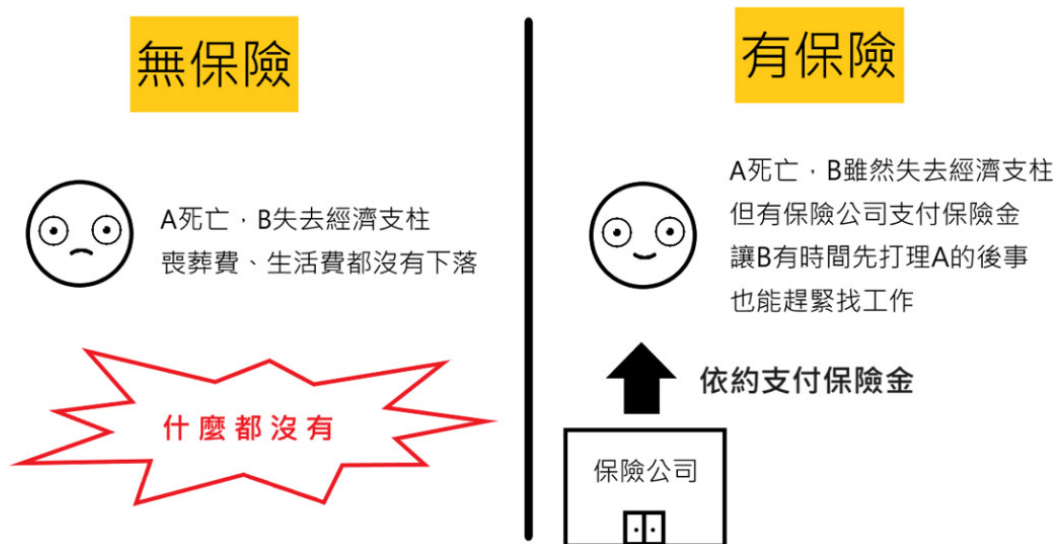 無保險
A死亡，B失去經濟支柱
喪葬費、生活費都沒有下落
什麼都沒有
有保險
A死亡，B雖然失去經濟支柱
但有保險公司支付保險金
讓B有時間先打理A的後事
也能趕緊找工作
依約支付保險金
保險公司